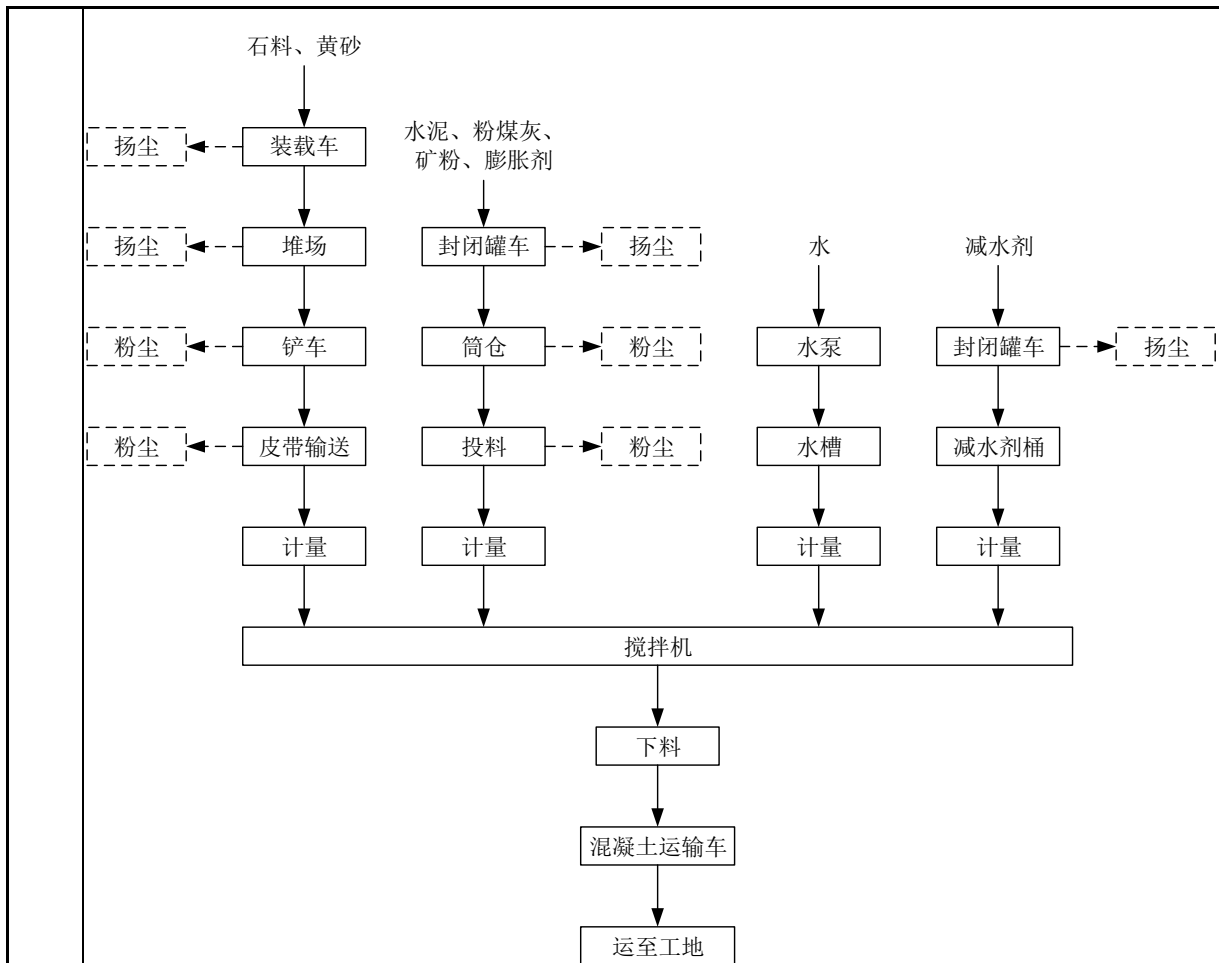 石料、黄砂
水泥、粉煤灰、
矿粉、膨胀剂
扬尘
装载车
扬尘
堆场
封闭罐车
扬尘
水
减水剂
粉尘
铲车
筒仓
粉尘
水泵
封闭罐车
扬尘
粉尘
皮带输送
投料
粉尘
水槽
减水剂桶
计量
计量
计量
计量
搅拌机
下料
混凝土运输车
运至工地